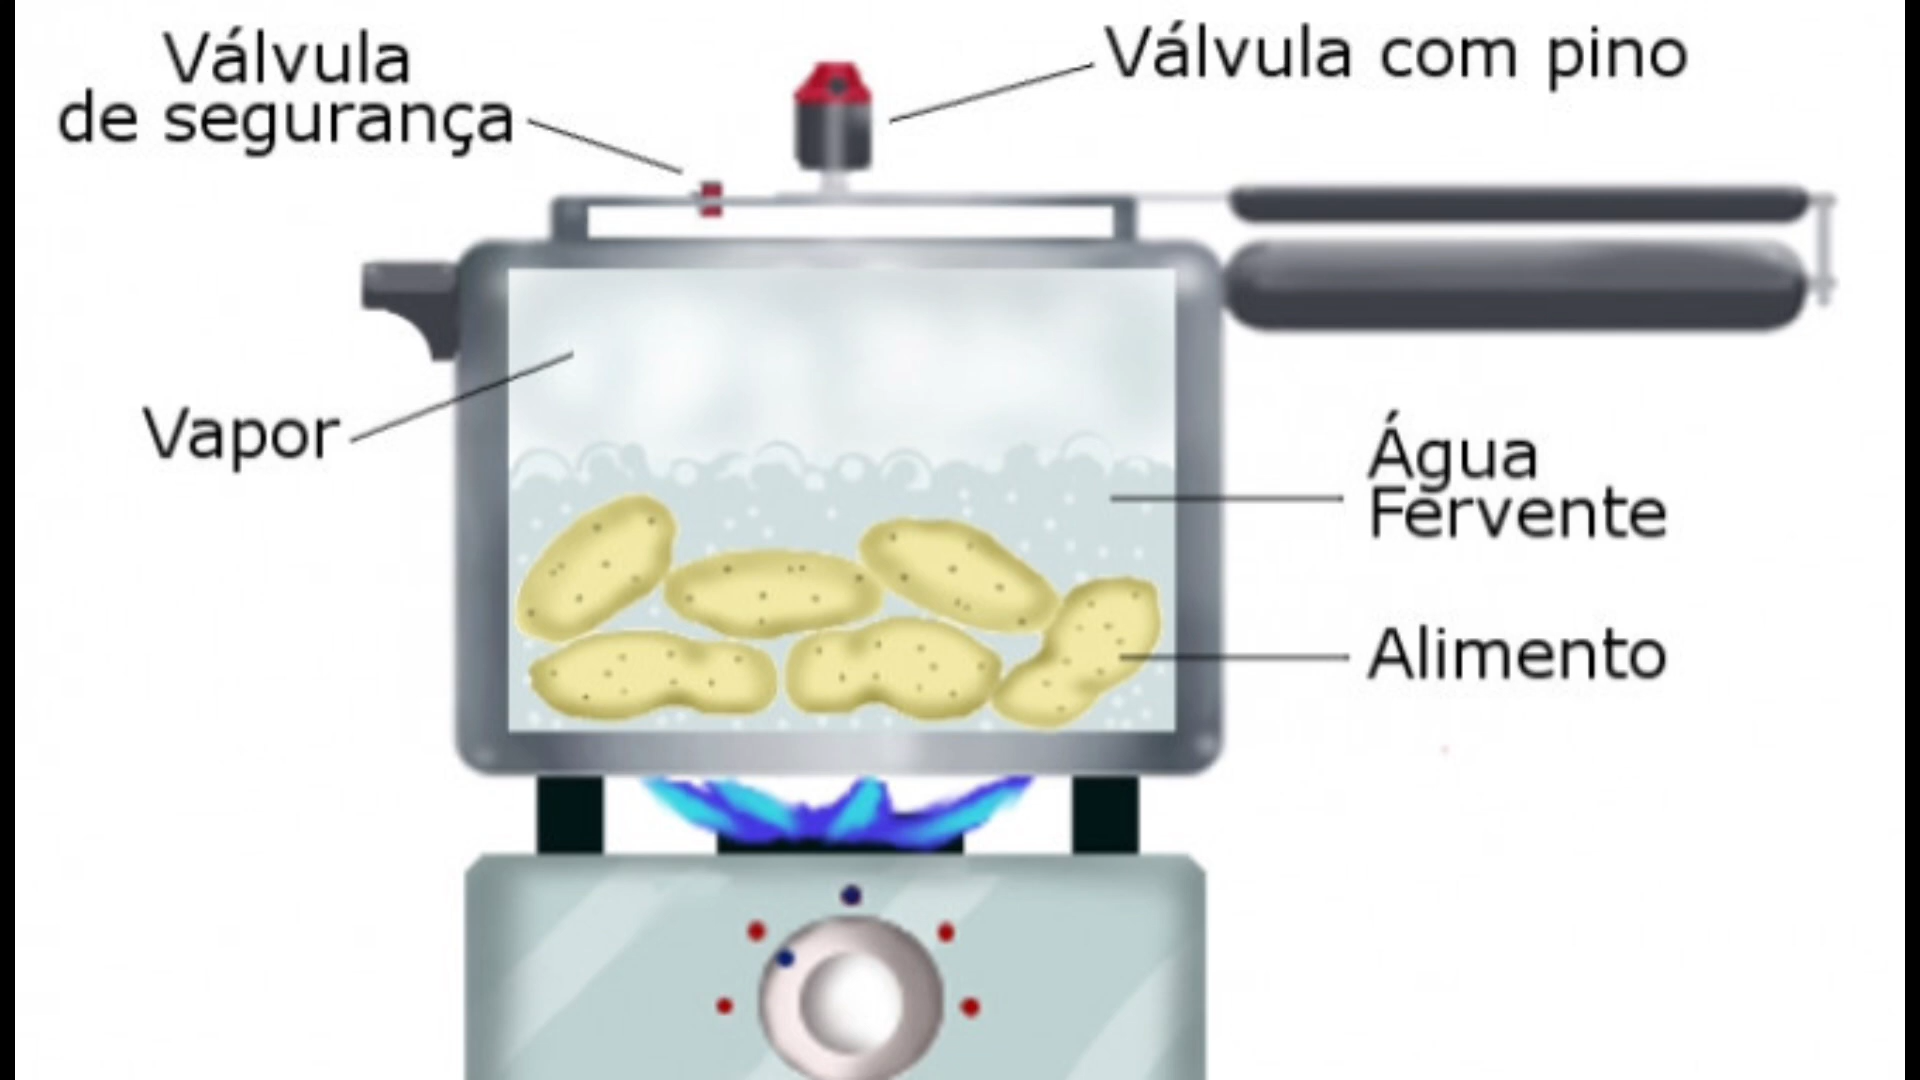 Válvula
de segurança
Válvula com pino
Vapor
Água
Fervente
Alimento